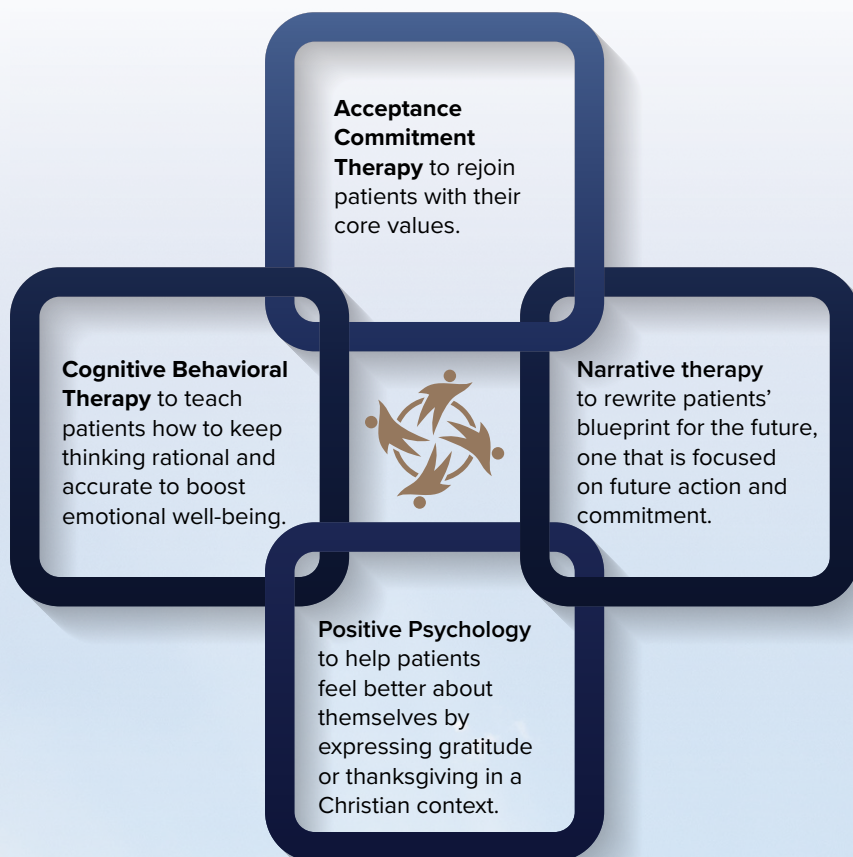 Acceptance
Commitment
Therapy to rejoin
patients with their
core values.
Cognitive Behavioral
Therapy to teach
patients how to keep
thinking rational and
accurate to boost
emotional well-being.
Narrative therapy
to rewrite patients’
blueprint for the future,
one that is focused
on future action and
commitment.
Positive Psychology
to help patients
feel better about
themselves by
expressing gratitude
or thanksgiving in a
Christian context.